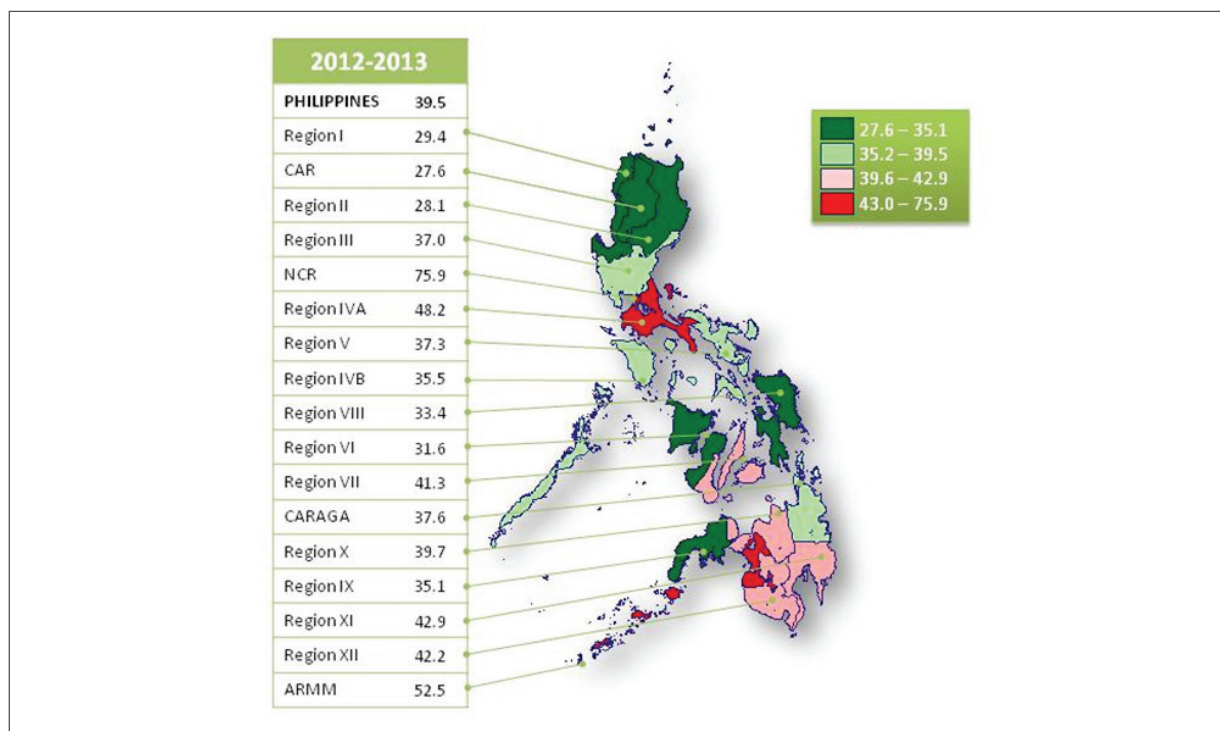 2012-2013
PHILIPPINES 39.5
Region I 29.4
CAR 27.6
Region II 28.1
Region III 37.0
NCR 75.9
Region IVA 48.2
Region V 37.3
Region IVB 35.5
Region VIII 33.4
Region VI 31.6
Region VII 41.3
CARAGA 37.6
Region X 39.7
Region IX 35.1
Region XI 42.9
Region XII 42.2
ARMM 52.5
27.6 – 35.1
35.2 – 39.5
39.6 – 42.9
43.0 – 75.9